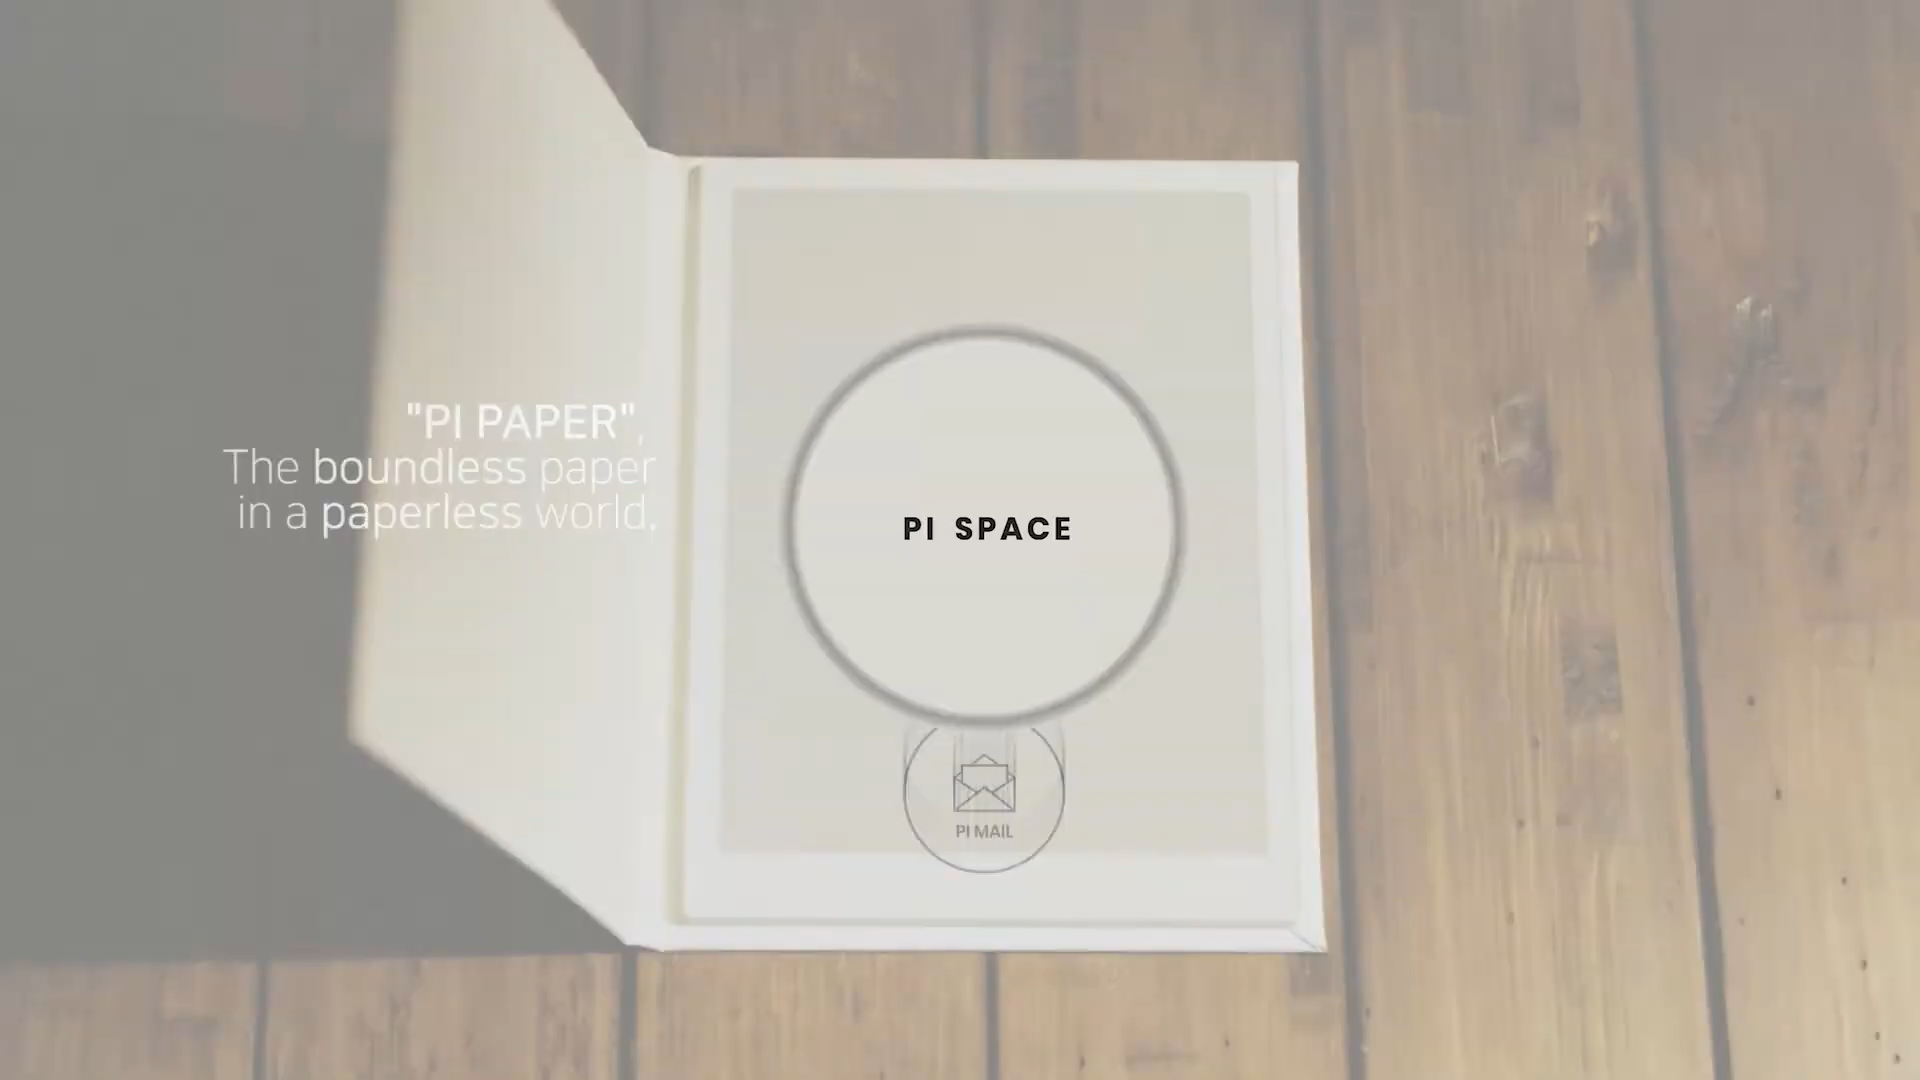 "PI PAPER",
The boundless paper
in a paperless world.
PI SPACE
PI MAIL